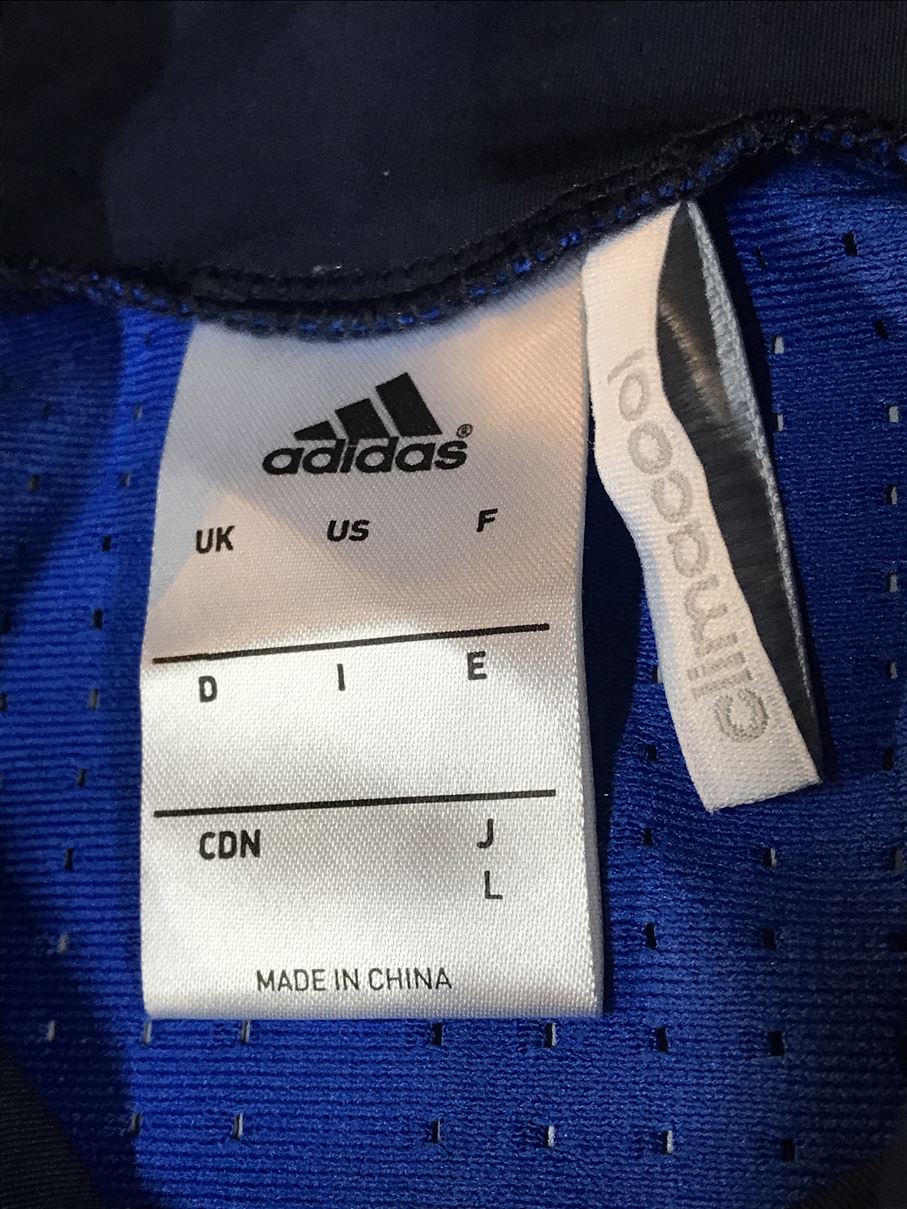 adidas®
UK US F
D I E
CDN J
L
MADE IN CHINA
climacool